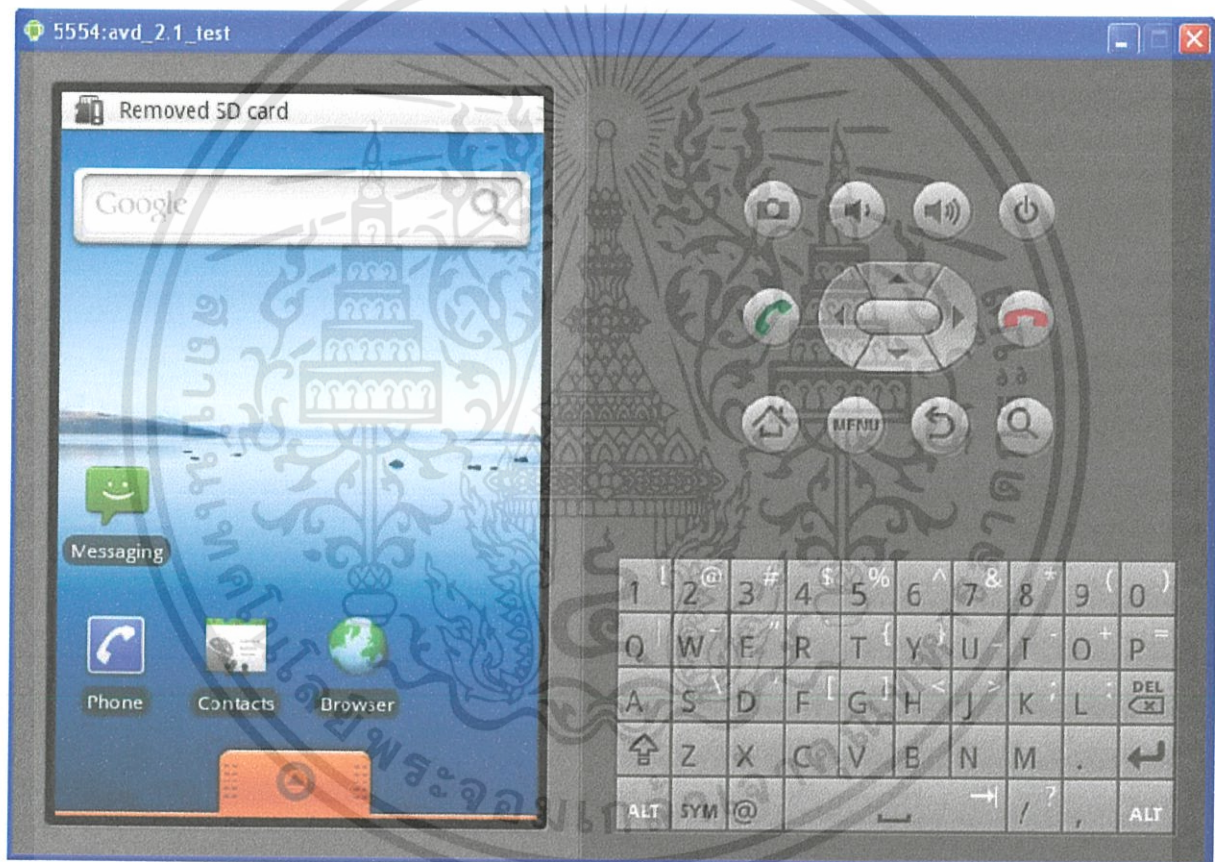 5554:avd_2.1_test
Removed SD card
Google
MENU
Messaging
Phone
Contacts
Browser
1 ! 2 @ 3 # 4 $ 5 % 6 ^ 7 & 8 * 9 ( 0 )
Q W ~ E " R ` T { Y } U _ I - O + P =
A S \ D ' F [ G ] H < J > K ; L : DEL
Z X C V B N M .
ALT SYM @ / ? , ALT